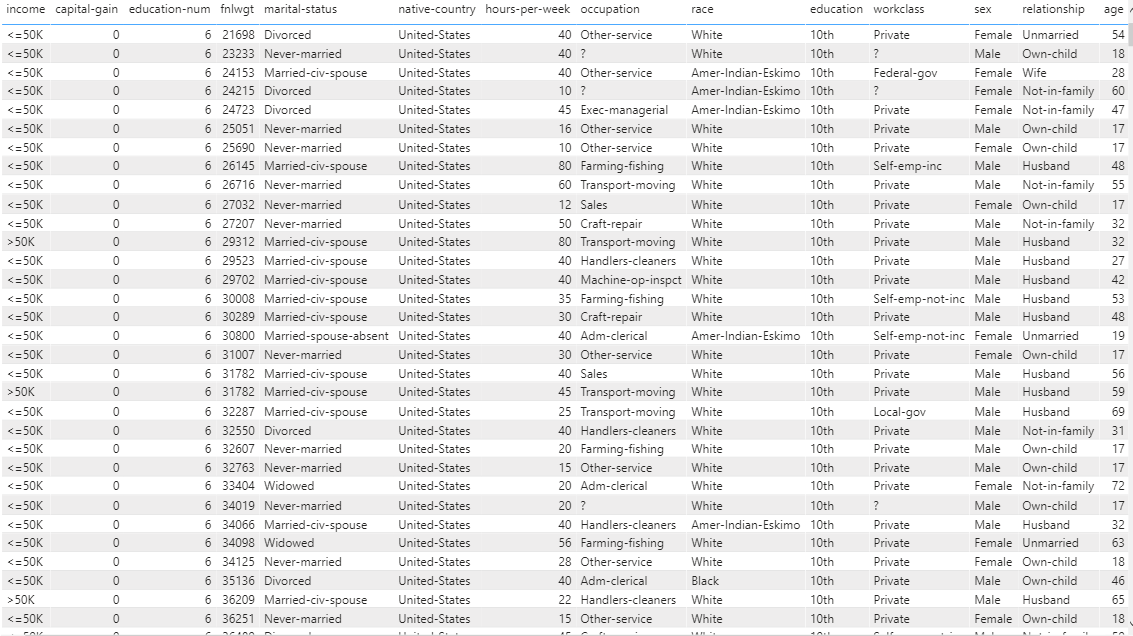 income capital-gain education-num fnlwgt marital-status native-country hours-per-week occupation race education workclass sex relationship age
<=50K 0 6 21698 Divorced United-States 40 Other-service White 10th Private Female Unmarried 54
<=50K 0 6 23233 Never-married United-States 40 ? White 10th ? Male Own-child 18
<=50K 0 6 24153 Married-civ-spouse United-States 40 Other-service Amer-Indian-Eskimo 10th Federal-gov Female Wife 28
<=50K 0 6 24215 Divorced United-States 10 ? Amer-Indian-Eskimo 10th ? Female Not-in-family 60
<=50K 0 6 24723 Divorced United-States 45 Exec-managerial Amer-Indian-Eskimo 10th Private Female Not-in-family 47
<=50K 0 6 25051 Never-married United-States 16 Other-service White 10th Private Male Own-child 17
<=50K 0 6 25690 Never-married United-States 10 Other-service White 10th Private Female Own-child 17
<=50K 0 6 26145 Married-civ-spouse United-States 80 Farming-fishing White 10th Self-emp-inc Male Husband 48
<=50K 0 6 26716 Never-married United-States 60 Transport-moving White 10th Private Male Not-in-family 55
<=50K 0 6 27032 Never-married United-States 12 Sales White 10th Private Female Own-child 17
<=50K 0 6 27207 Never-married United-States 50 Craft-repair White 10th Private Male Not-in-family 32
>50K 0 6 29312 Married-civ-spouse United-States 80 Transport-moving White 10th Private Male Husband 32
<=50K 0 6 29523 Married-civ-spouse United-States 40 Handlers-cleaners White 10th Private Male Husband 27
<=50K 0 6 29702 Married-civ-spouse United-States 40 Machine-op-inspct White 10th Private Male Husband 42
<=50K 0 6 30008 Married-civ-spouse United-States 35 Farming-fishing White 10th Self-emp-not-inc Male Husband 53
<=50K 0 6 30289 Married-civ-spouse United-States 30 Craft-repair White 10th Private Male Husband 48
<=50K 0 6 30800 Married-spouse-absent United-States 40 Adm-clerical Amer-Indian-Eskimo 10th Self-emp-not-inc Female Unmarried 19
<=50K 0 6 31007 Never-married United-States 30 Other-service White 10th Private Female Own-child 17
<=50K 0 6 31782 Married-civ-spouse United-States 40 Sales White 10th Private Male Husband 56
>50K 0 6 31782 Married-civ-spouse United-States 45 Transport-moving White 10th Private Male Husband 59
<=50K 0 6 32287 Married-civ-spouse United-States 25 Transport-moving White 10th Local-gov Male Husband 69
<=50K 0 6 32550 Divorced United-States 40 Handlers-cleaners White 10th Private Male Not-in-family 31
<=50K 0 6 32607 Never-married United-States 20 Farming-fishing White 10th Private Male Own-child 17
<=50K 0 6 32763 Never-married United-States 15 Other-service White 10th Private Male Own-child 17
<=50K 0 6 33404 Widowed United-States 20 Adm-clerical White 10th Private Female Not-in-family 72
<=50K 0 6 34019 Never-married United-States 20 ? White 10th ? Male Own-child 17
<=50K 0 6 34066 Married-civ-spouse United-States 40 Handlers-cleaners Amer-Indian-Eskimo 10th Private Male Husband 32
<=50K 0 6 34098 Widowed United-States 56 Farming-fishing White 10th Private Female Unmarried 63
<=50K 0 6 34125 Never-married United-States 28 Other-service White 10th Private Female Own-child 18
<=50K 0 6 35136 Divorced United-States 40 Adm-clerical Black 10th Private Male Own-child 46
>50K 0 6 36209 Married-civ-spouse United-States 22 Handlers-cleaners White 10th Private Male Husband 65
<=50K 0 6 36251 Never-married United-States 15 Other-service White 10th Private Female Own-child 18